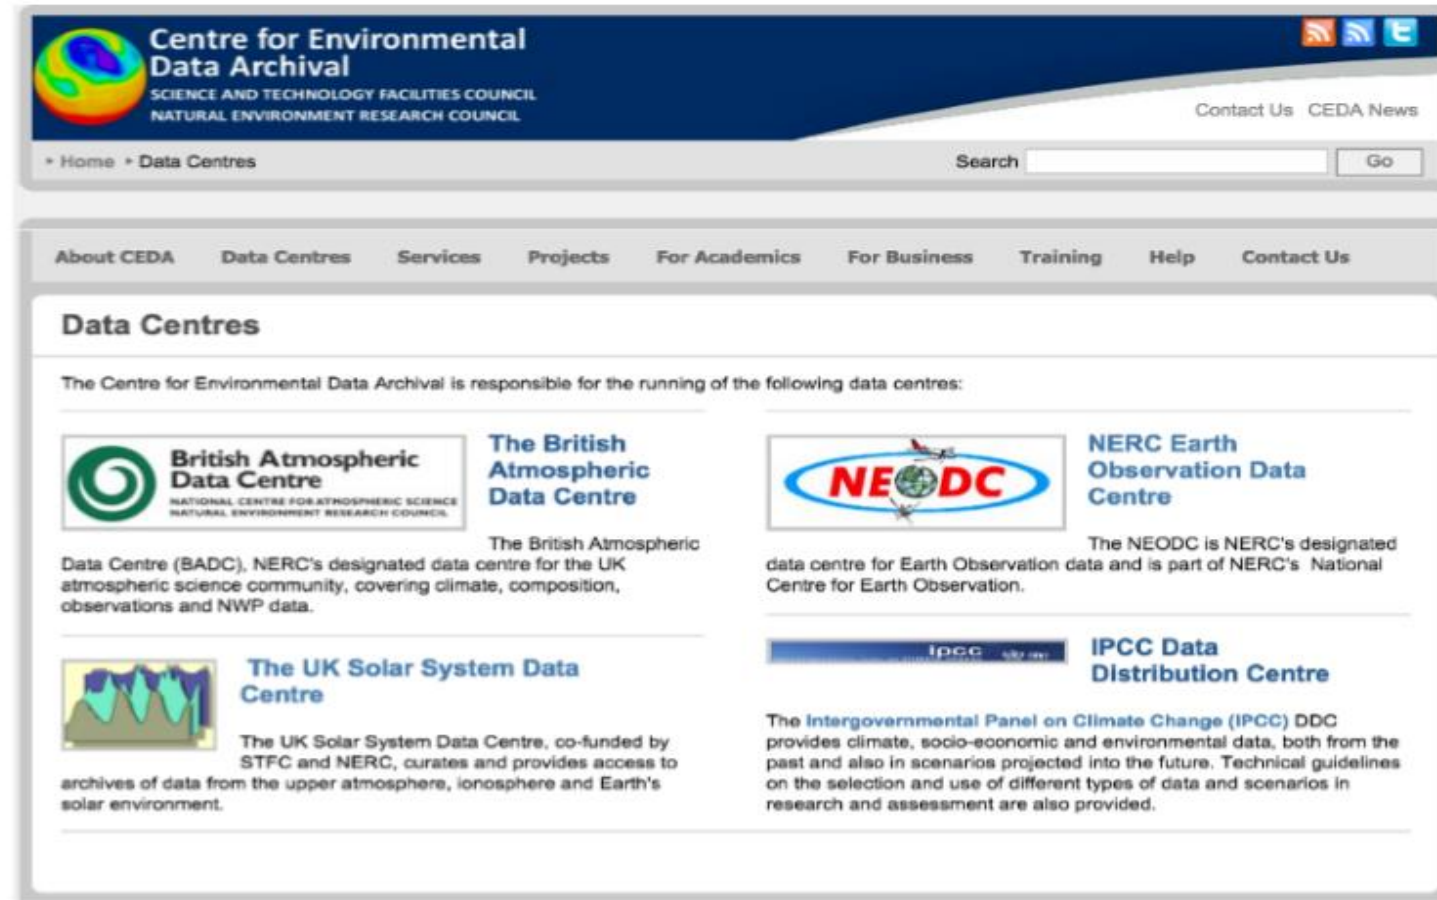 Centre for Environmental
Data Archival
SCIENCE AND TECHNOLOGY FACILITIES COUNCIL
NATURAL ENVIRONMENT RESEARCH COUNCIL
Contact Us CEDA News
Home Data Centres
Search Go
About CEDA Data Centres Services Projects For Academics For Business Training Help Contact Us
Data Centres
The Centre for Environmental Data Archival is responsible for the running of the following data centres:
British Atmospheric
Data Centre
NATIONAL CENTRE FOR ATMOSPHERIC SCIENCE
NATURAL ENVIRONMENT RESEARCH COUNCIL
The British
Atmospheric
Data Centre
The British Atmospheric
Data Centre (BADC), NERC's designated data centre for the UK
atmospheric science community, covering climate, composition,
observations and NWP data.
NEODC
NERC Earth
Observation Data
Centre
The NEODC is NERC's designated
data centre for Earth Observation data and is part of NERC's National
Centre for Earth Observation.
The UK Solar System Data
Centre
The UK Solar System Data Centre, co-funded by
STFC and NERC, curates and provides access to
archives of data from the upper atmosphere, ionosphere and Earth's
solar environment.
ipcc
IPCC Data
Distribution Centre
The Intergovernmental Panel on Climate Change (IPCC) DDC
provides climate, socio-economic and environmental data, both from the
past and also in scenarios projected into the future. Technical guidelines
on the selection and use of different types of data and scenarios in
research and assessment are also provided.